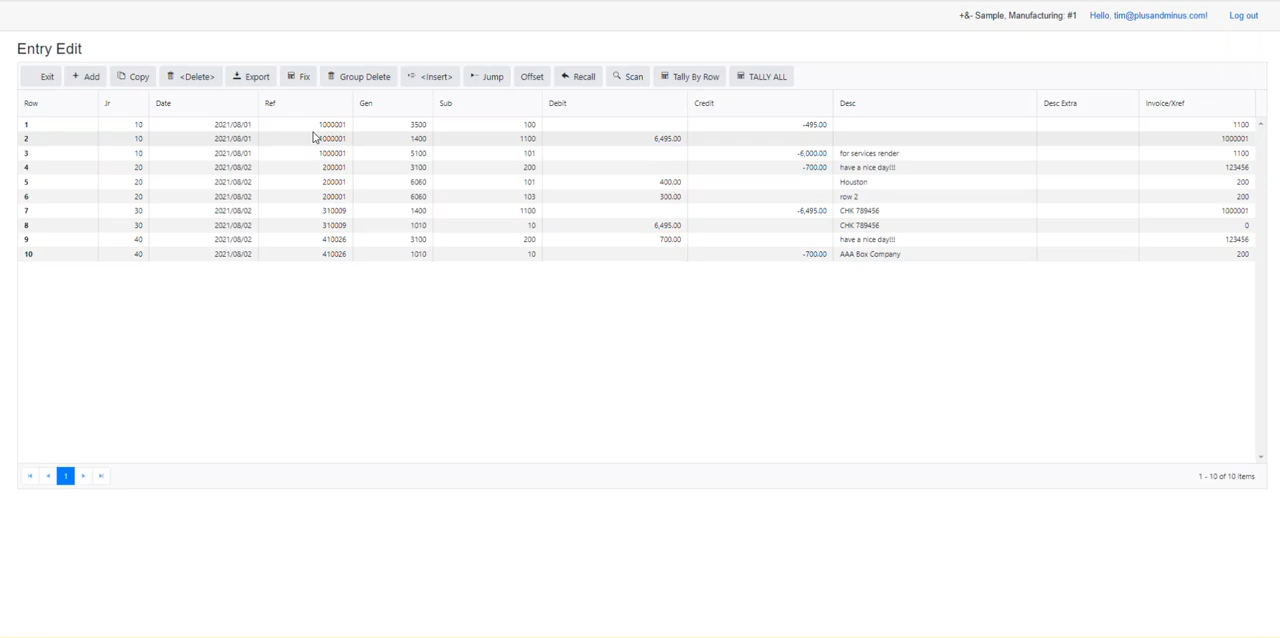 +&- Sample, Manufacturing: #1 Hello, tim@plusandminus.com! Log out
Entry Edit
Exit Add Copy <Delete> Export Fix Group Delete <Insert> Jump Offset Recall Scan Tally By Row TALLY ALL
Row Jr Date Ref Gen Sub Debit Credit Desc Desc Extra Invoice/Xref
1 10 2021/08/01 1000001 3500 100 -495.00 1100
2 10 2021/08/01 1000001 1400 1100 6,495.00 1000001
3 10 2021/08/01 1000001 5100 101 -6,000.00 for services render 1100
4 20 2021/08/02 200001 3100 200 -700.00 have a nice day!!! 123456
5 20 2021/08/02 200001 6060 101 400.00 Houston 200
6 20 2021/08/02 200001 6060 103 300.00 row 2 200
7 30 2021/08/02 310009 1400 1100 -6,495.00 CHK 789456 1000001
8 30 2021/08/02 310009 1010 10 6,495.00 CHK 789456 0
9 40 2021/08/02 410026 3100 200 700.00 have a nice day!!! 123456
10 40 2021/08/02 410026 1010 10 -700.00 AAA Box Company 200
1 1 - 10 of 10 items